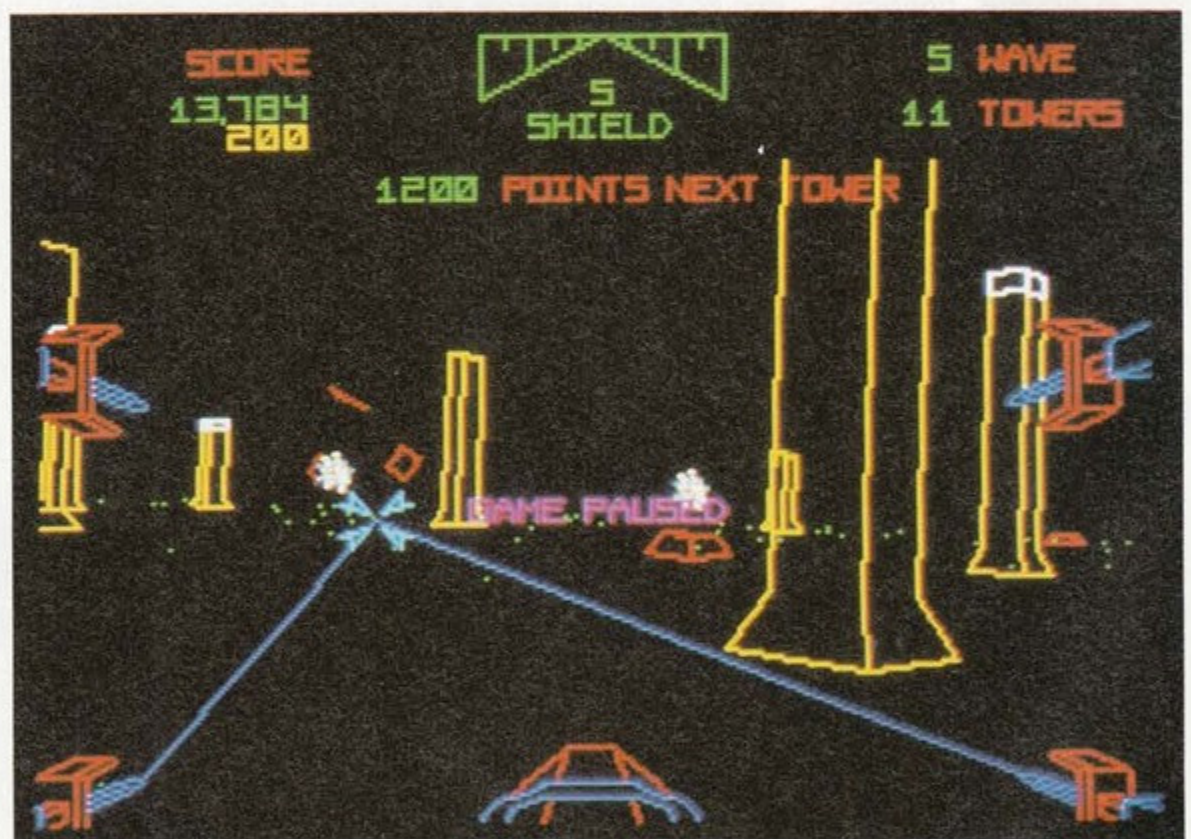 SCORE
13,784
200
5
SHIELD
5 WAVE
11 TOWERS
1200 POINTS NEXT TOWER
GAME PAUSED